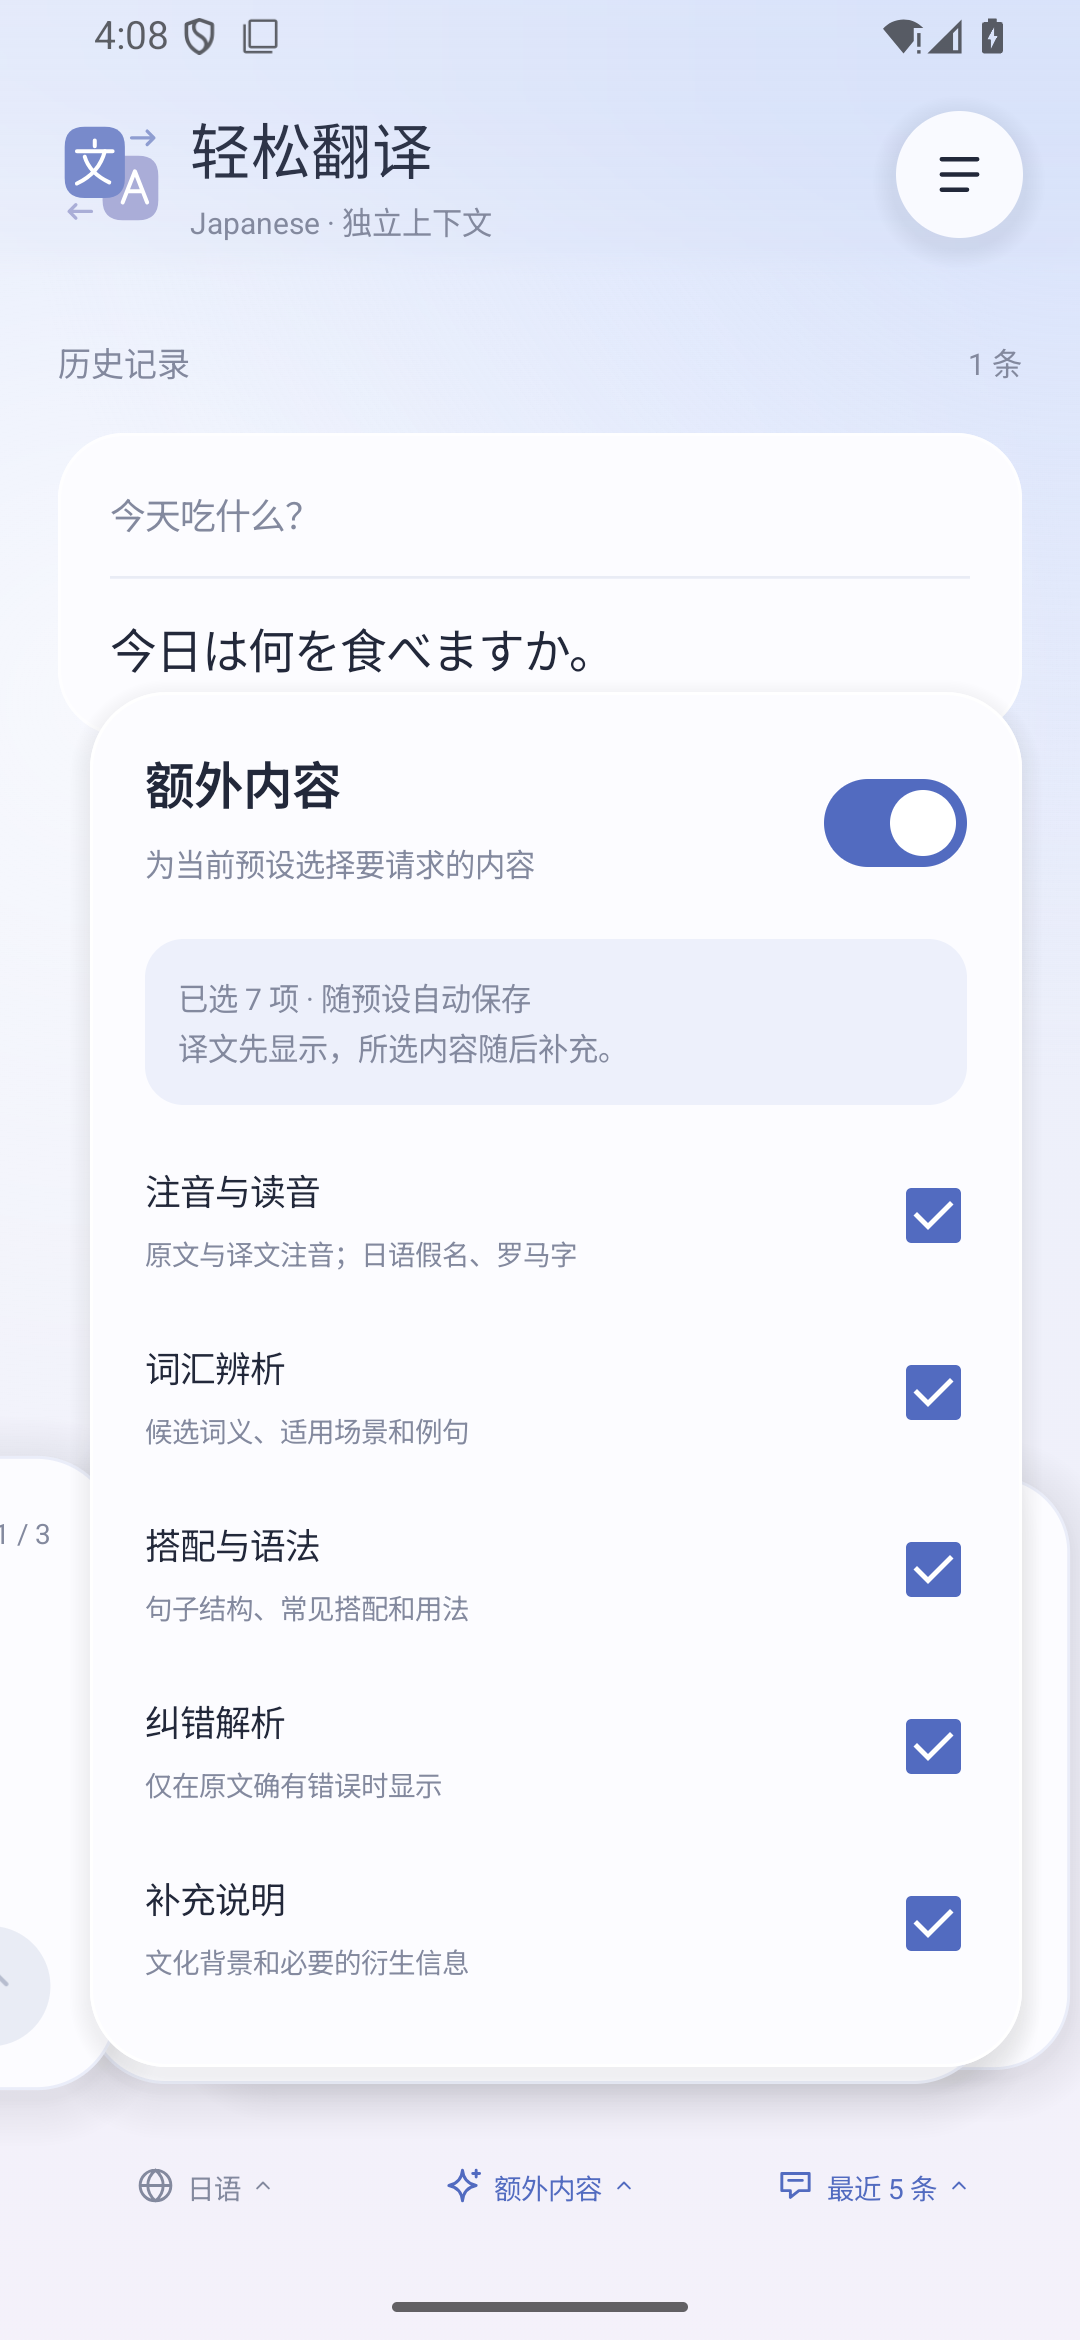 4:08
文
A
轻松翻译
Japanese · 独立上下文
历史记录
1 条
今天吃什么?
今日は何を食べますか。
额外内容
为当前预设选择要请求的内容
已选 7 项 · 随预设自动保存
译文先显示，所选内容随后补充。
注音与读音
原文与译文注音；日语假名、罗马字
词汇辨析
候选词义、适用场景和例句
搭配与语法
1 / 3
句子结构、常见搭配和用法
纠错解析
仅在原文确有错误时显示
补充说明
文化背景和必要的衍生信息
日语
额外内容
最近 5 条